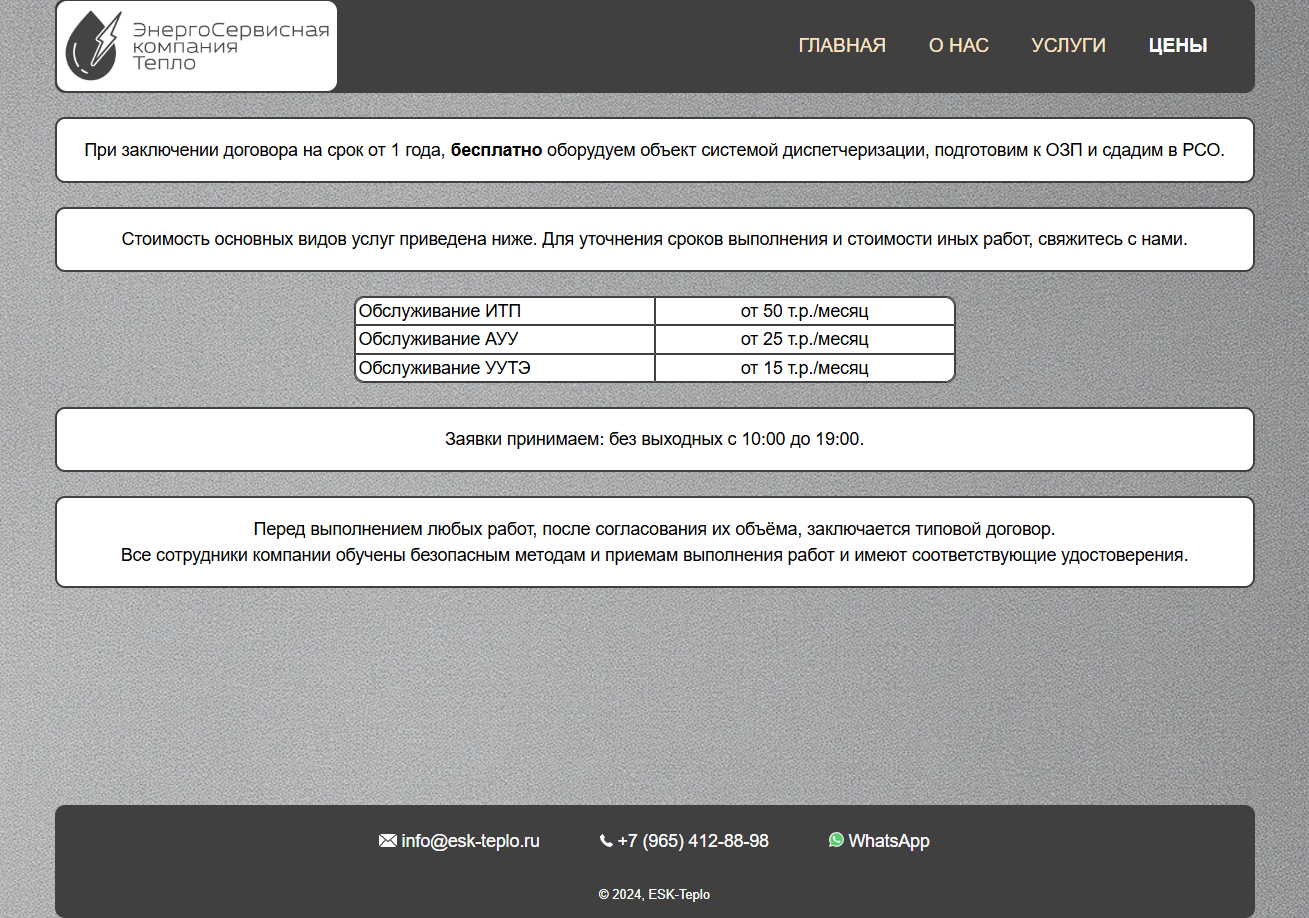 ЭнергоСервисная
компания
Тепло
ГЛАВНАЯ О НАС УСЛУГИ ЦЕНЫ
При заключении договора на срок от 1 года, бесплатно оборудуем объект системой диспетчеризации, подготовим к ОЗП и сдадим в РСО.
Стоимость основных видов услуг приведена ниже. Для уточнения сроков выполнения и стоимости иных работ, свяжитесь с нами.
Обслуживание ИТП от 50 т.р./месяц
Обслуживание АУУ от 25 т.р./месяц
Обслуживание УУТЭ от 15 т.р./месяц
Заявки принимаем: без выходных с 10:00 до 19:00.
Перед выполнением любых работ, после согласования их объёма, заключается типовой договор.
Все сотрудники компании обучены безопасным методам и приемам выполнения работ и имеют соответствующие удостоверения.
info@esk-teplo.ru +7 (965) 412-88-98 WhatsApp
© 2024, ESK-Teplo